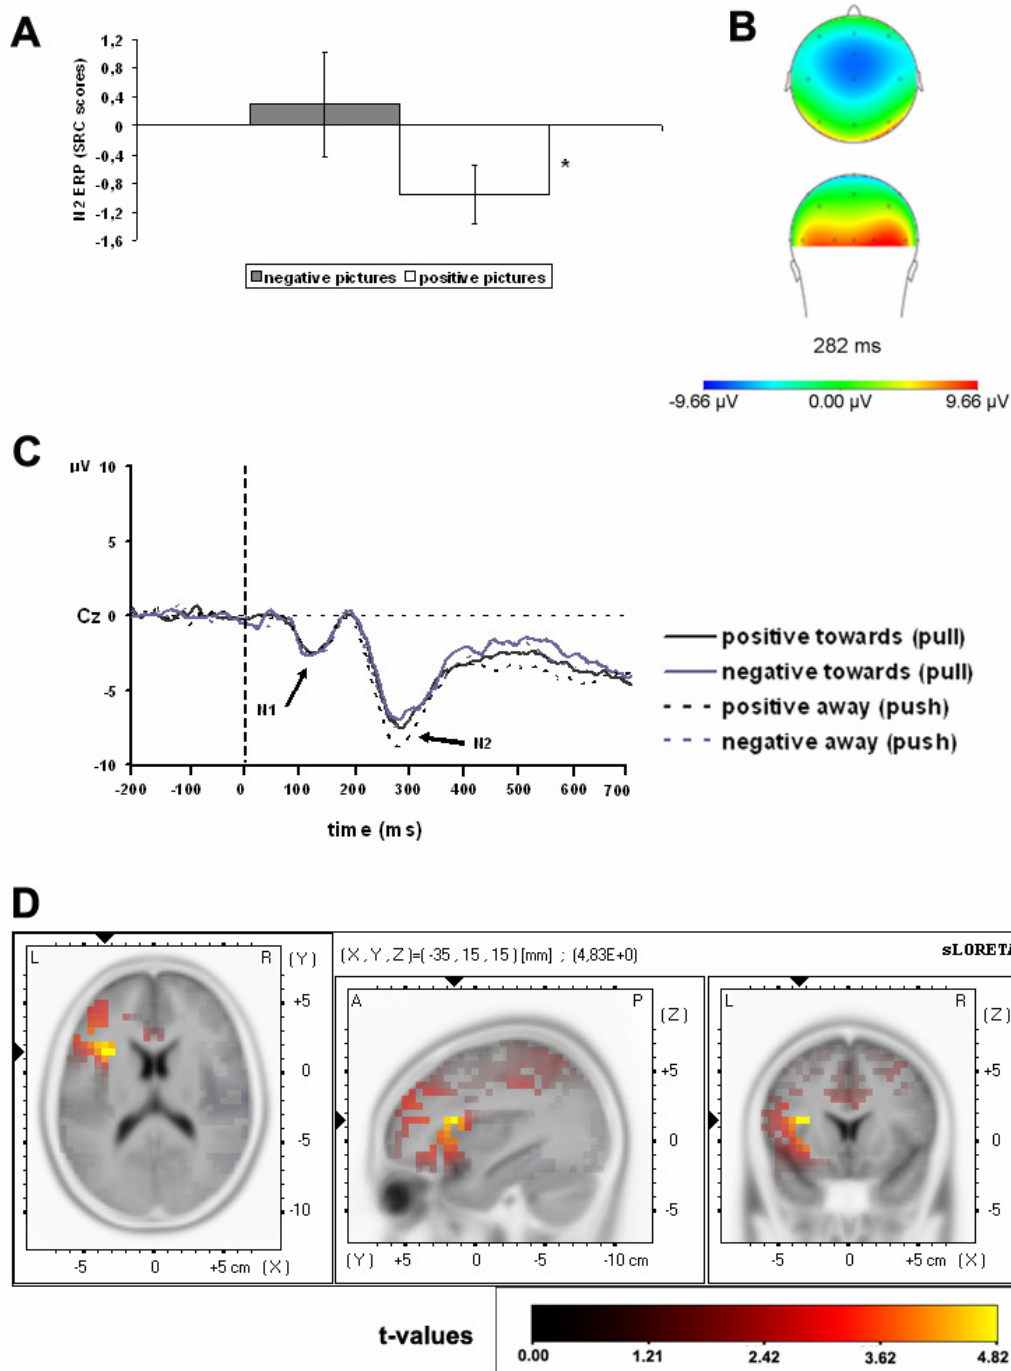 A
N2 ERP (SRC scores)
1,2
0,8
0,4
0
-0,4
-0,8
-1,2
-1,6
*
negative pictures positive pictures
B
282 ms
-9.66 µV 0.00 µV 9.66 µV
C
µV 10
5
Cz 0
-5
-10
N1
N2
-200 -100 0 100 200 300 400 500 600 700
time (ms)
positive towards (pull)
negative towards (pull)
positive away (push)
negative away (push)
D
L R (Y)
+5
0
-5
-10
-5 0 +5 cm (X)
(X,Y,Z)=(-35,15,15)[mm] ; (4,83E+0)
sLORETA
A P (Z)
+5
0
-5
(Y) +5 0 -5 -10 cm
L R (Z)
+5
0
-5
-5 0 +5 cm (X)
t-values
0.00 1.21 2.42 3.62 4.82